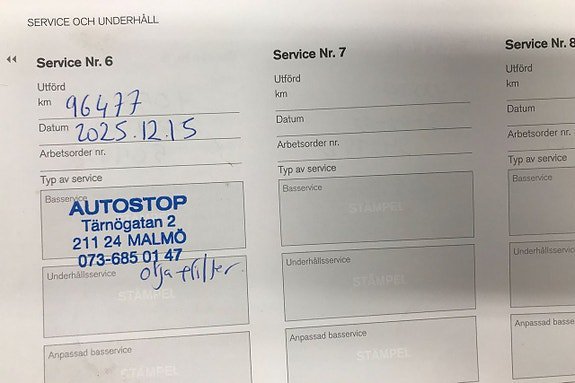 SERVICE OCH UNDERHÅLL
Service Nr. 6
Utförd
km 96477
Datum 2025.12.15
Arbetsorder nr.
Typ av service
Basservice
AUTOSTOP
Tärnögatan 2
211 24 MALMÖ
073-685 01 47
Underhållsservice
olja+filter
STÄMPEL
Anpassad basservice
STÄMPEL
Service Nr. 7
Utförd
km
Datum
Arbetsorder nr.
Typ av service
Basservice
STÄMPEL
Underhållsservice
STÄMPEL
Anpassad basservice
STÄMPEL
Service Nr. 8
Utförd
km
Datum
Arbetsorder nr.
Typ av service
Basservice
Underhållsservice
Anpassad basservice